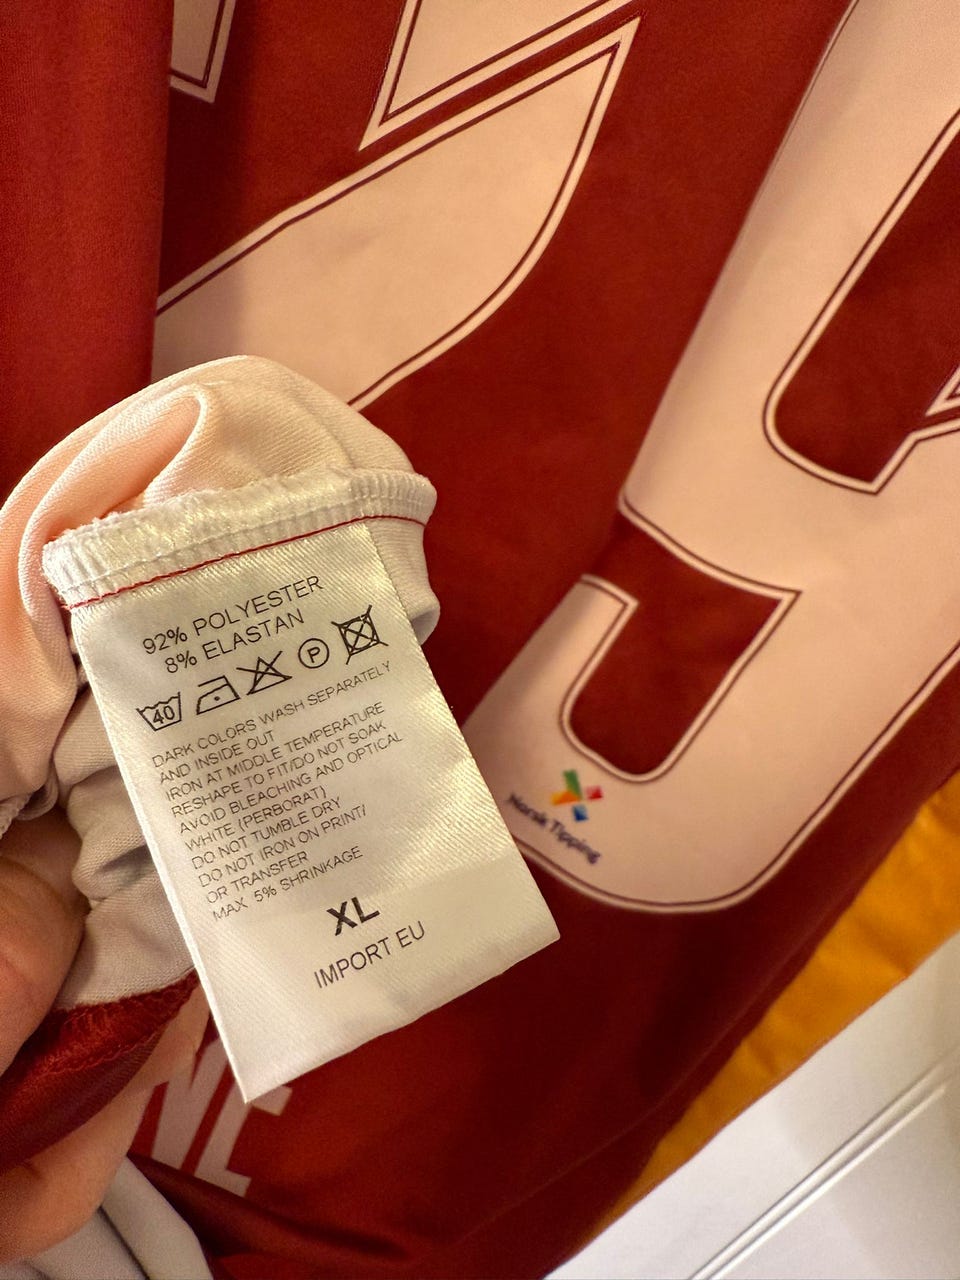 92% POLYESTER
8% ELASTAN
40 P
DARK COLORS WASH SEPARATELY
AND INSIDE OUT
IRON AT MIDDLE TEMPERATURE
RESHAPE TO FIT/DO NOT SOAK
AVOID BLEACHING AND OPTICAL
WHITE (PERBORAT)
DO NOT TUMBLE DRY
DO NOT IRON ON PRINT/
OR TRANSFER
MAX 5% SHRINKAGE
XL
IMPORT EU
Norsk Tipping
NE